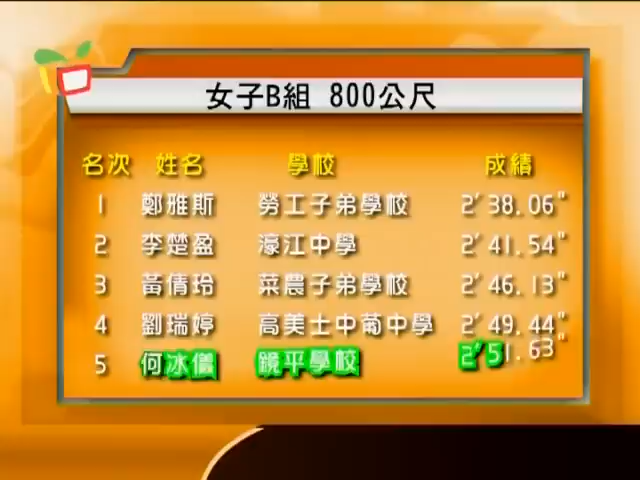 女子B組 800公尺
名次 姓名 學校 成績
1 鄭雅斯 勞工子弟學校 2'38.06"
2 李楚盈 濠江中學 2'41.54"
3 黃倩玲 菜農子弟學校 2'46.13"
4 劉瑞婷 高美士中葡中學 2'49.44"
5 何冰儀 鏡平學校 2'51.63"